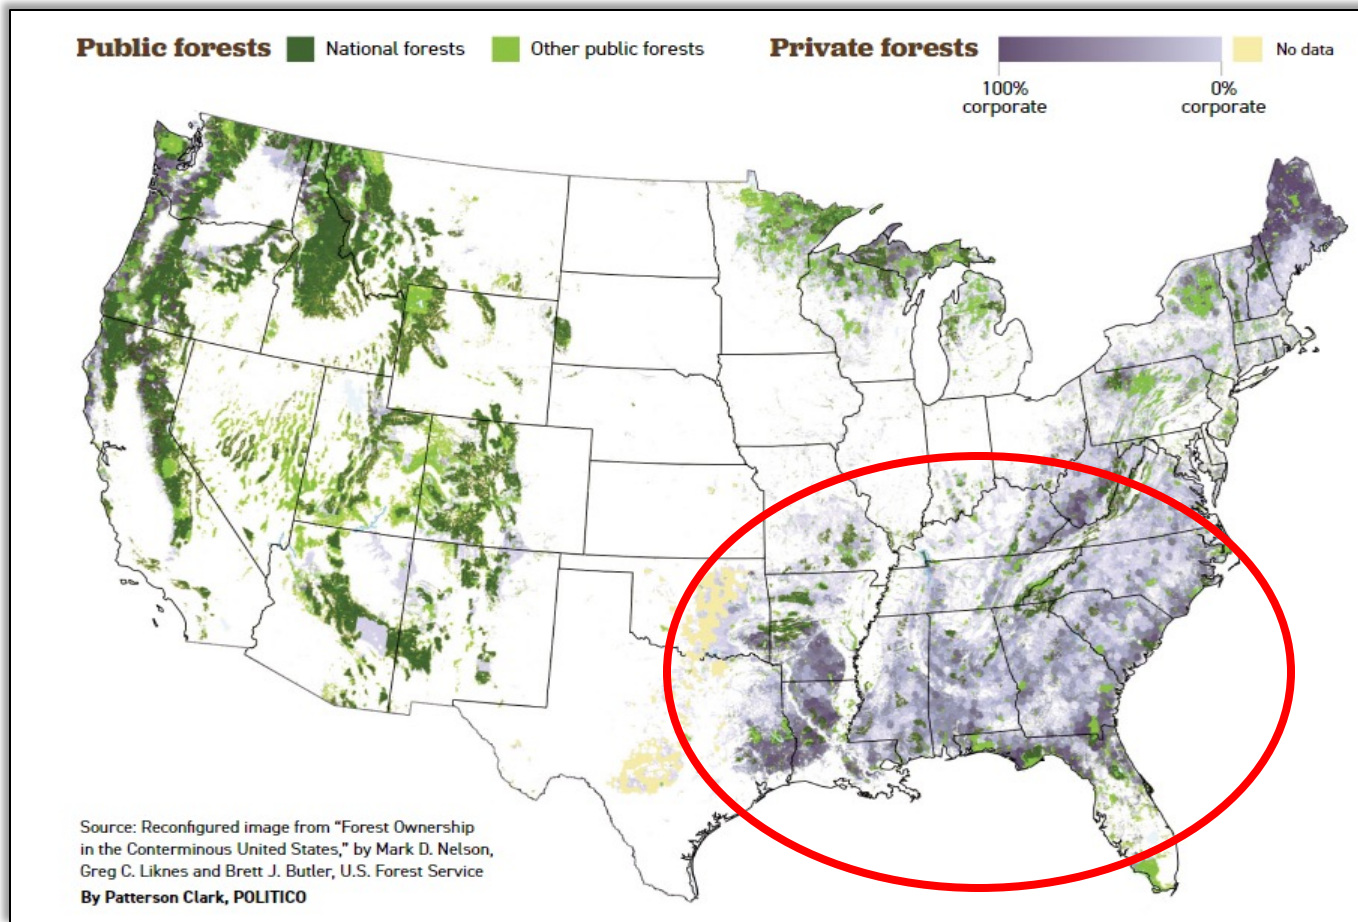 Public forests National forests Other public forests Private forests No data
100% corporate 0% corporate
Source: Reconfigured image from “Forest Ownership
in the Conterminous United States,” by Mark D. Nelson,
Greg C. Liknes and Brett J. Butler, U.S. Forest Service
By Patterson Clark, POLITICO